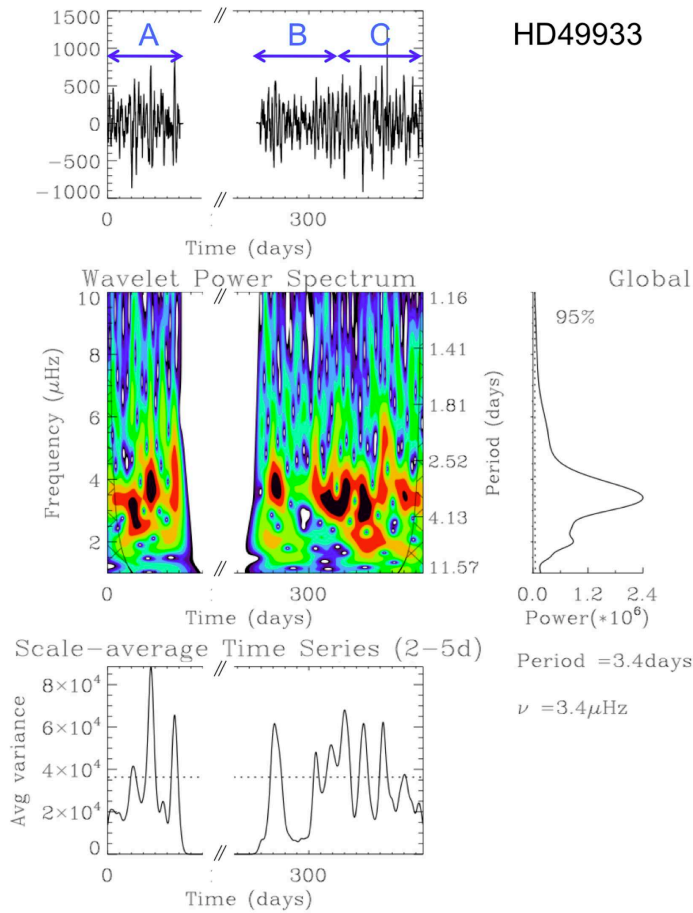 HD49933
A B C
1500
1000
500
0
−500
−1000
0 300
Time (days)
Wavelet Power Spectrum
Global
10
8
6
4
2
Frequency (μHz)
1.16
1.41
1.81
2.52
4.13
11.57
Period (days)
95%
0 300
Time (days)
0.0 1.2 2.4
Power(*10⁶)
Scale−average Time Series (2−5d)
Period =3.4days
ν =3.4μHz
8×10⁴
6×10⁴
4×10⁴
2×10⁴
0
Avg variance
0 300
Time (days)